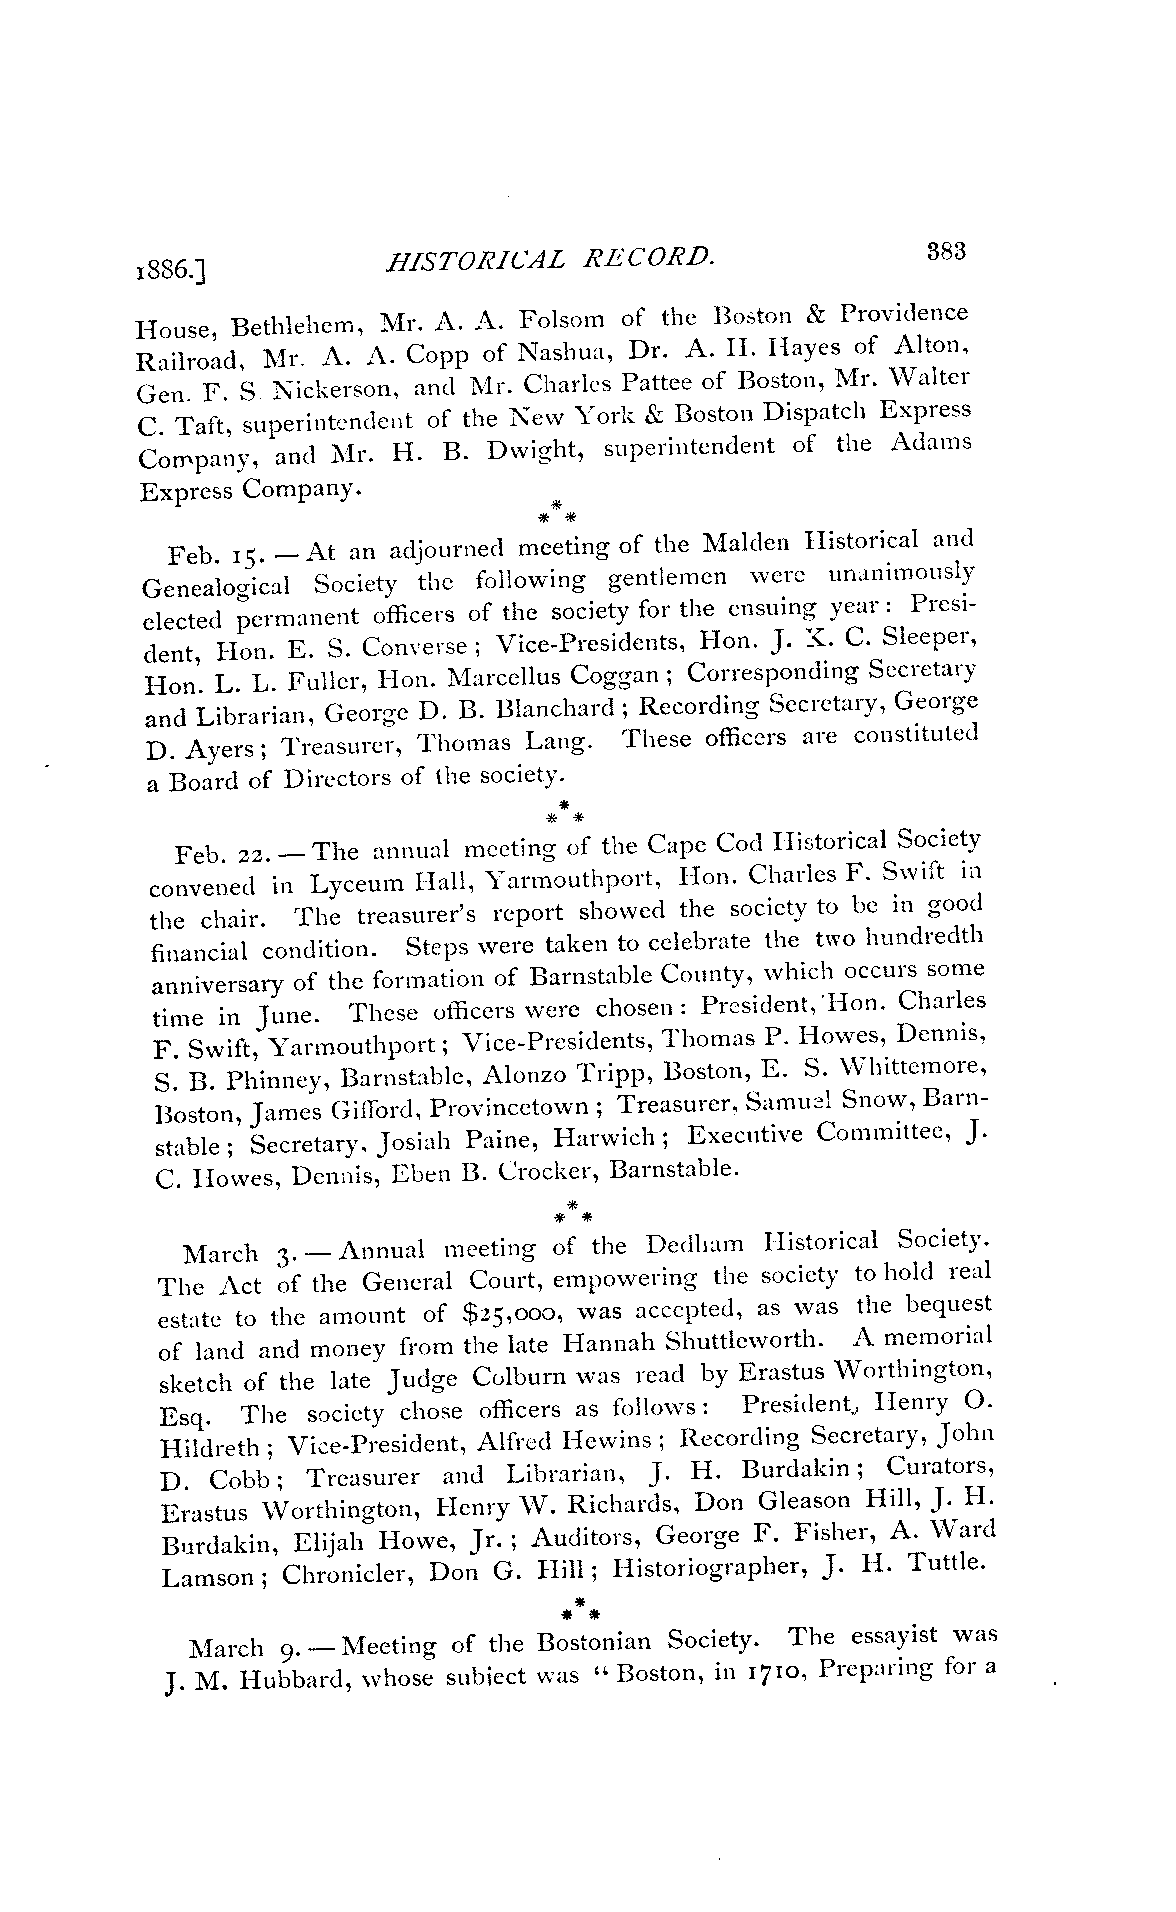 1886.] HISTORICAL RECORD. 383
House, Bethlehem, Mr. A. A. Folsom of the Boston & Providence
Railroad, Mr. A. A. Copp of Nashua, Dr. A. H. Hayes of Alton,
Gen. F. S. Nickerson, and Mr. Charles Pattee of Boston, Mr. Walter
C. Taft, superintendent of the New York & Boston Dispatch Express
Company, and Mr. H. B. Dwight, superintendent of the Adams
Express Company.
* * *
Feb. 15. — At an adjourned meeting of the Malden Historical and
Genealogical Society the following gentlemen were unanimously
elected permanent officers of the society for the ensuing year: Presi-
dent, Hon. E. S. Converse; Vice-Presidents, Hon. J. K. C. Sleeper,
Hon. L. L. Fuller, Hon. Marcellus Coggan; Corresponding Secretary
and Librarian, George D. B. Blanchard; Recording Secretary, George
D. Ayers; Treasurer, Thomas Lang. These officers are constituted
a Board of Directors of the society.
* * *
Feb. 22. — The annual meeting of the Cape Cod Historical Society
convened in Lyceum Hall, Yarmouthport, Hon. Charles F. Swift in
the chair. The treasurer's report showed the society to be in good
financial condition. Steps were taken to celebrate the two hundredth
anniversary of the formation of Barnstable County, which occurs some
time in June. These officers were chosen: President, Hon. Charles
F. Swift, Yarmouthport; Vice-Presidents, Thomas P. Howes, Dennis,
S. B. Phinney, Barnstable, Alonzo Tripp, Boston, E. S. Whittemore,
Boston, James Gifford, Provincetown; Treasurer, Samuel Snow, Barn-
stable; Secretary, Josiah Paine, Harwich; Executive Committee, J.
C. Howes, Dennis, Eben B. Crocker, Barnstable.
* * *
March 3. — Annual meeting of the Dedham Historical Society.
The Act of the General Court, empowering the society to hold real
estate to the amount of $25,000, was accepted, as was the bequest
of land and money from the late Hannah Shuttleworth. A memorial
sketch of the late Judge Colburn was read by Erastus Worthington,
Esq. The society chose officers as follows: President, Henry O.
Hildreth; Vice-President, Alfred Hewins; Recording Secretary, John
D. Cobb; Treasurer and Librarian, J. H. Burdakin; Curators,
Erastus Worthington, Henry W. Richards, Don Gleason Hill, J. H.
Burdakin, Elijah Howe, Jr.; Auditors, George F. Fisher, A. Ward
Lamson; Chronicler, Don G. Hill; Historiographer, J. H. Tuttle.
* * *
March 9. — Meeting of the Bostonian Society. The essayist was
J. M. Hubbard, whose subject was "Boston, in 1710, Preparing for a